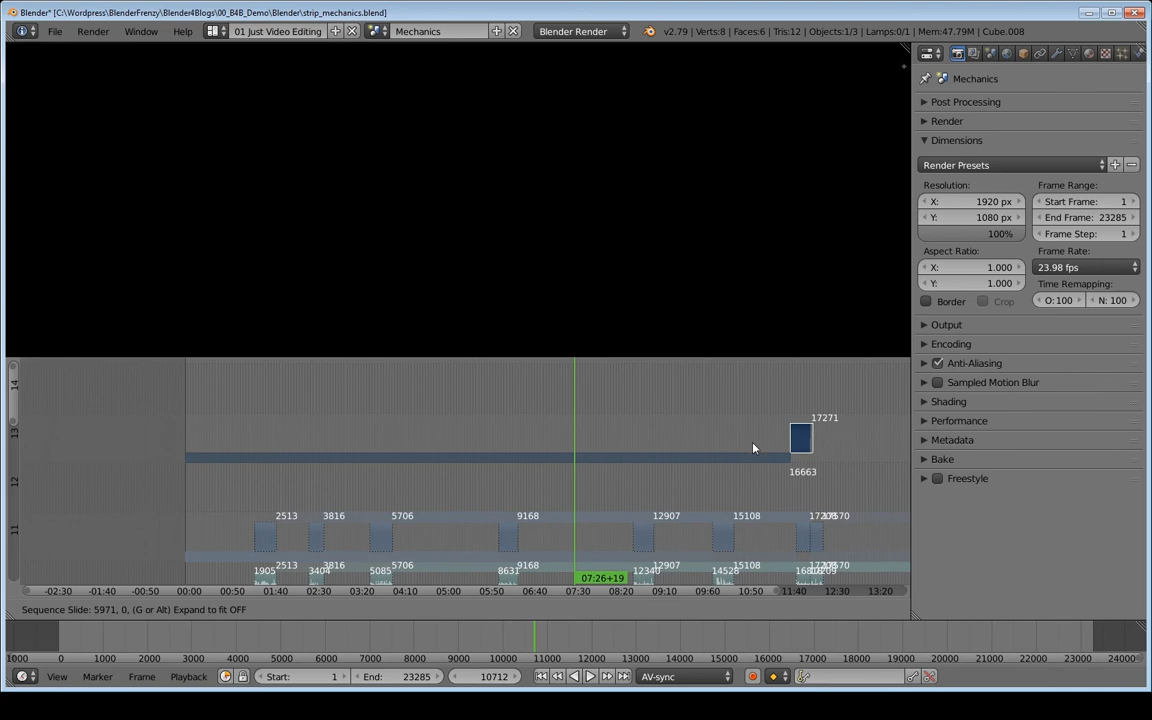 Blender* [C:\Wordpress\BlenderFrenzy\Blender4Blogs\00_B4B_Demo\Blender\strip_mechanics.blend]
File Render Window Help 01 Just Video Editing Mechanics Blender Render v2.79 | Verts:8 | Faces:6 | Tris:12 | Objects:1/3 | Lamps:0/1 | Mem:47.79M | Cube.008
Mechanics
Post Processing
Render
Dimensions
Render Presets
Resolution: Frame Range:
X: 1920 px Start Frame: 1
Y: 1080 px End Frame: 23285
100% Frame Step: 1
Aspect Ratio: Frame Rate:
X: 1.000 23.98 fps
Y: 1.000 Time Remapping:
Border Crop O: 100 N: 100
Output
Encoding
Anti-Aliasing
Sampled Motion Blur
Shading
Performance
Metadata
Bake
Freestyle
14
17271
13
16663
12
2513 3816 5706 9168 12907 15108
11
2513 3816 5706 9168 12907 15108
1905 3404 5085 8631 12340 14528
07:26+19
-02:30 -01:40 -00:50 00:00 00:50 01:40 02:30 03:20 04:10 05:00 05:50 06:40 07:30 08:20 09:10 09:60 10:50 11:40 12:30 13:20
Sequence Slide: 5971, 0, (G or Alt) Expand to fit OFF
1000 0 1000 2000 3000 4000 5000 6000 7000 8000 9000 10000 11000 12000 13000 14000 15000 16000 17000 18000 19000 20000 21000 22000 23000 24000
View Marker Frame Playback Start: 1 End: 23285 10712 AV-sync